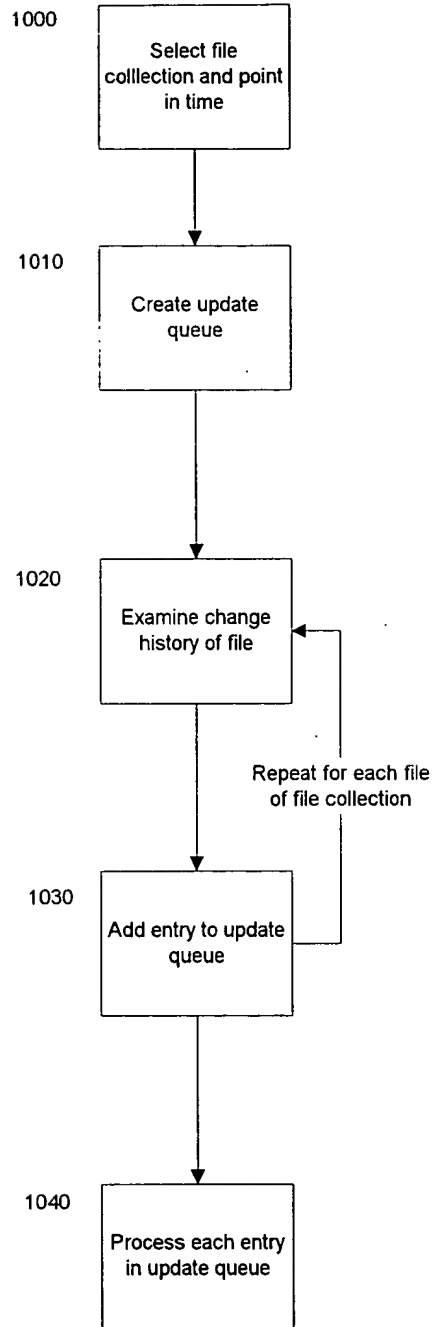 1000
Select file
colllection and point
in time
1010
Create update
queue
1020
Examine change
history of file
Repeat for each file
of file collection
1030
Add entry to update
queue
1040
Process each entry
in update queue